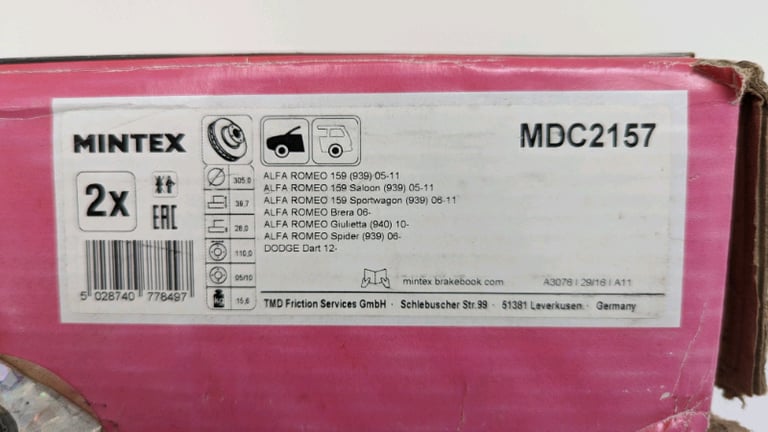 MINTEX
MDC2157
2x
EAC
305,0
39,7
28,0
110,0
05/10
KG
15,6
ALFA ROMEO 159 (939) 05-11
ALFA ROMEO 159 Saloon (939) 05-11
ALFA ROMEO 159 Sportwagon (939) 06-11
ALFA ROMEO Brera 06-
ALFA ROMEO Giulietta (940) 10-
ALFA ROMEO Spider (939) 06-
DODGE Dart 12-
mintex brakebook.com
A3076 | 29/16 | A11
5 028740 778497
TMD Friction Services GmbH · Schlebuscher Str.99 · 51381 Leverkusen · Germany